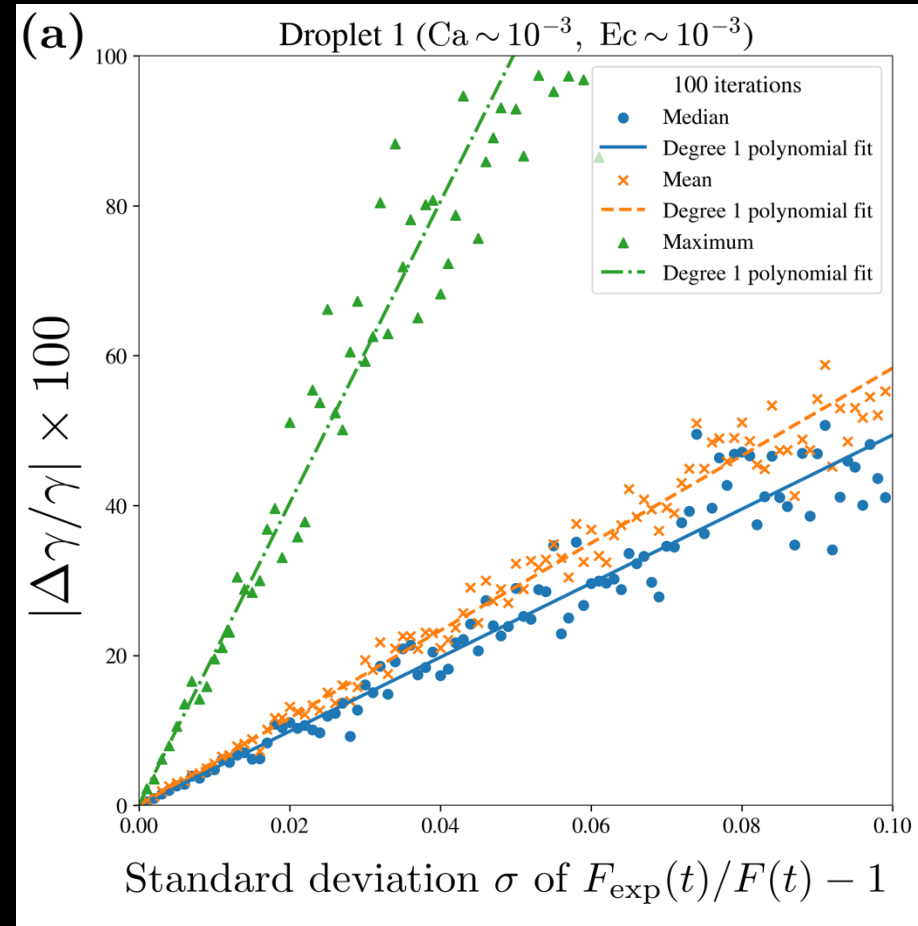 (a)
Droplet 1 (Ca ∼ 10⁻³, Ec ∼ 10⁻³)
100
80
60
40
20
0
|Δγ/γ| × 100
100 iterations
Median
Degree 1 polynomial fit
Mean
Degree 1 polynomial fit
Maximum
Degree 1 polynomial fit
0.00 0.02 0.04 0.06 0.08 0.10
Standard deviation σ of F_exp(t)/F(t) − 1